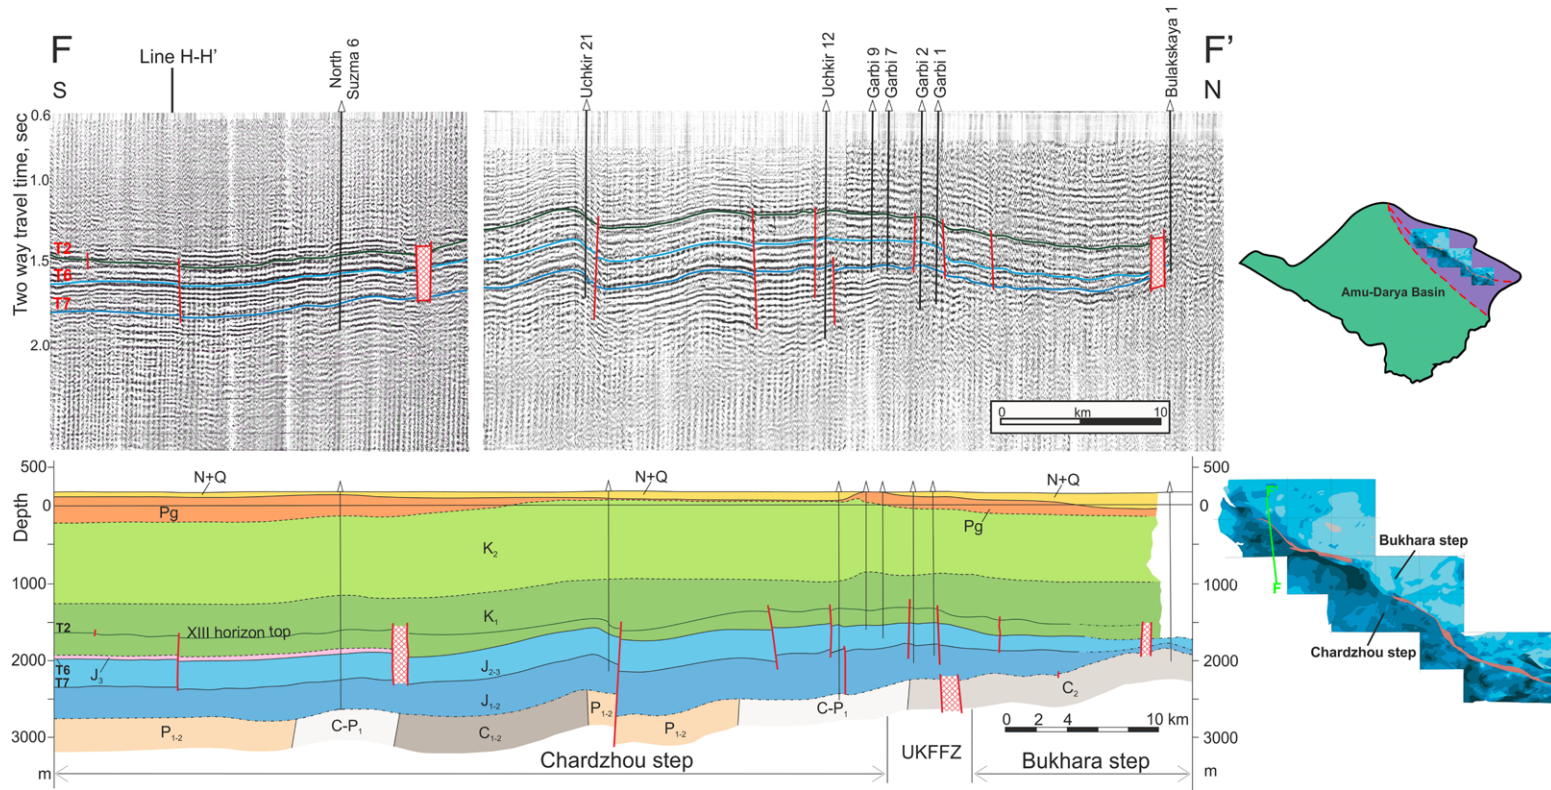 F
S
Line H-H'
North
Suzma 6
Uchkir 21
Uchkir 12
Garbi 9
Garbi 7
Garbi 2
Garbi 1
Bulakskaya 1
F'
N
Two way travel time, sec
0.6
1.0
1.5
2.0
T2
T6
T7
0 km 10
Amu-Darya Basin
Depth
500
0
1000
2000
3000
m
N+Q
N+Q
N+Q
Pg
Pg
K2
K1
T2
XIII horizon top
T6
T7
J3
J2-3
J1-2
P1-2
C-P1
C1-2
P1-2
P1-2
C-P1
C2
0 2 4 10 km
Chardzhou step
UKFFZ
Bukhara step
500
0
1000
2000
3000
m
F'
Bukhara step
F
Chardzhou step